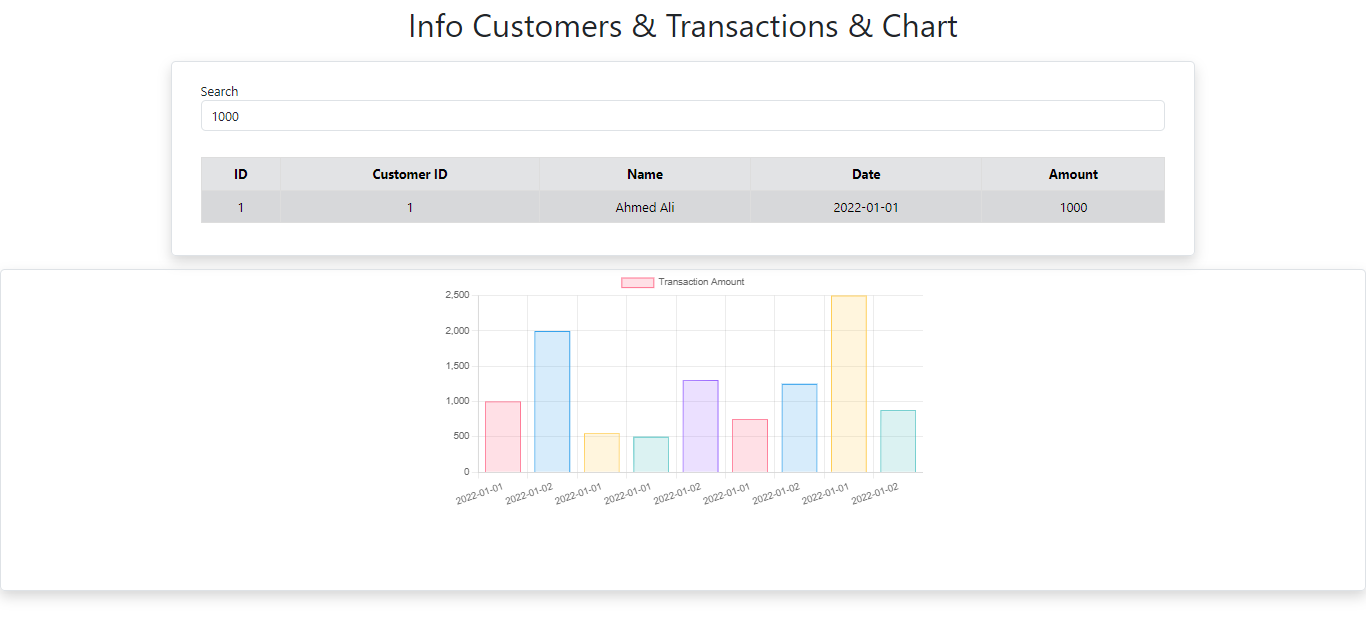 Info Customers & Transactions & Chart
Search
1000
ID Customer ID Name Date Amount
1 1 Ahmed Ali 2022-01-01 1000
Transaction Amount
2,500
2,000
1,500
1,000
500
0
2022-01-01 2022-01-02 2022-01-01 2022-01-01 2022-01-02 2022-01-01 2022-01-02 2022-01-01 2022-01-02